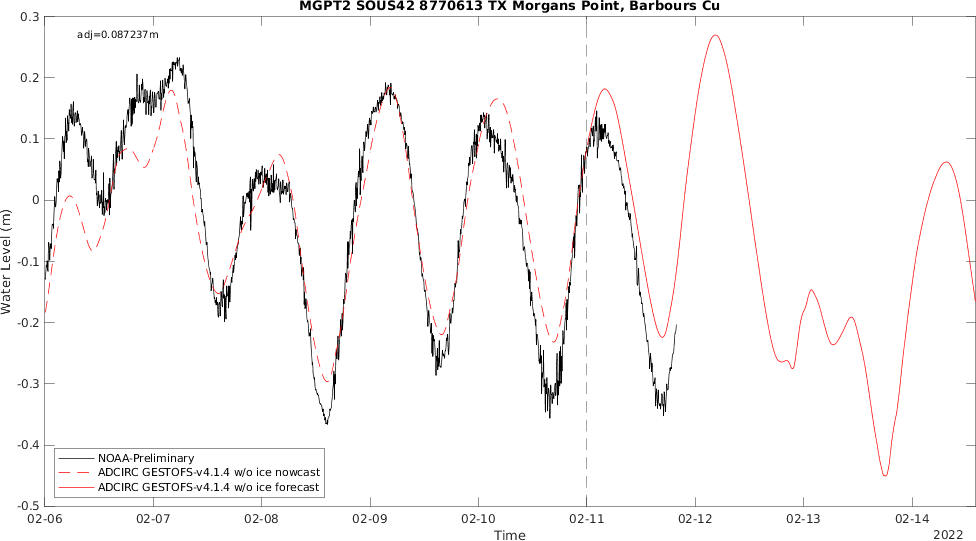 MGPT2 SOUS42 8770613 TX Morgans Point, Barbours Cu
adj=0.087237m
0.3
0.2
0.1
0
-0.1
-0.2
-0.3
-0.4
-0.5
Water Level (m)
NOAA-Preliminary
ADCIRC GESTOFS-v4.1.4 w/o ice nowcast
ADCIRC GESTOFS-v4.1.4 w/o ice forecast
02-06 02-07 02-08 02-09 02-10 02-11 02-12 02-13 02-14
Time
2022